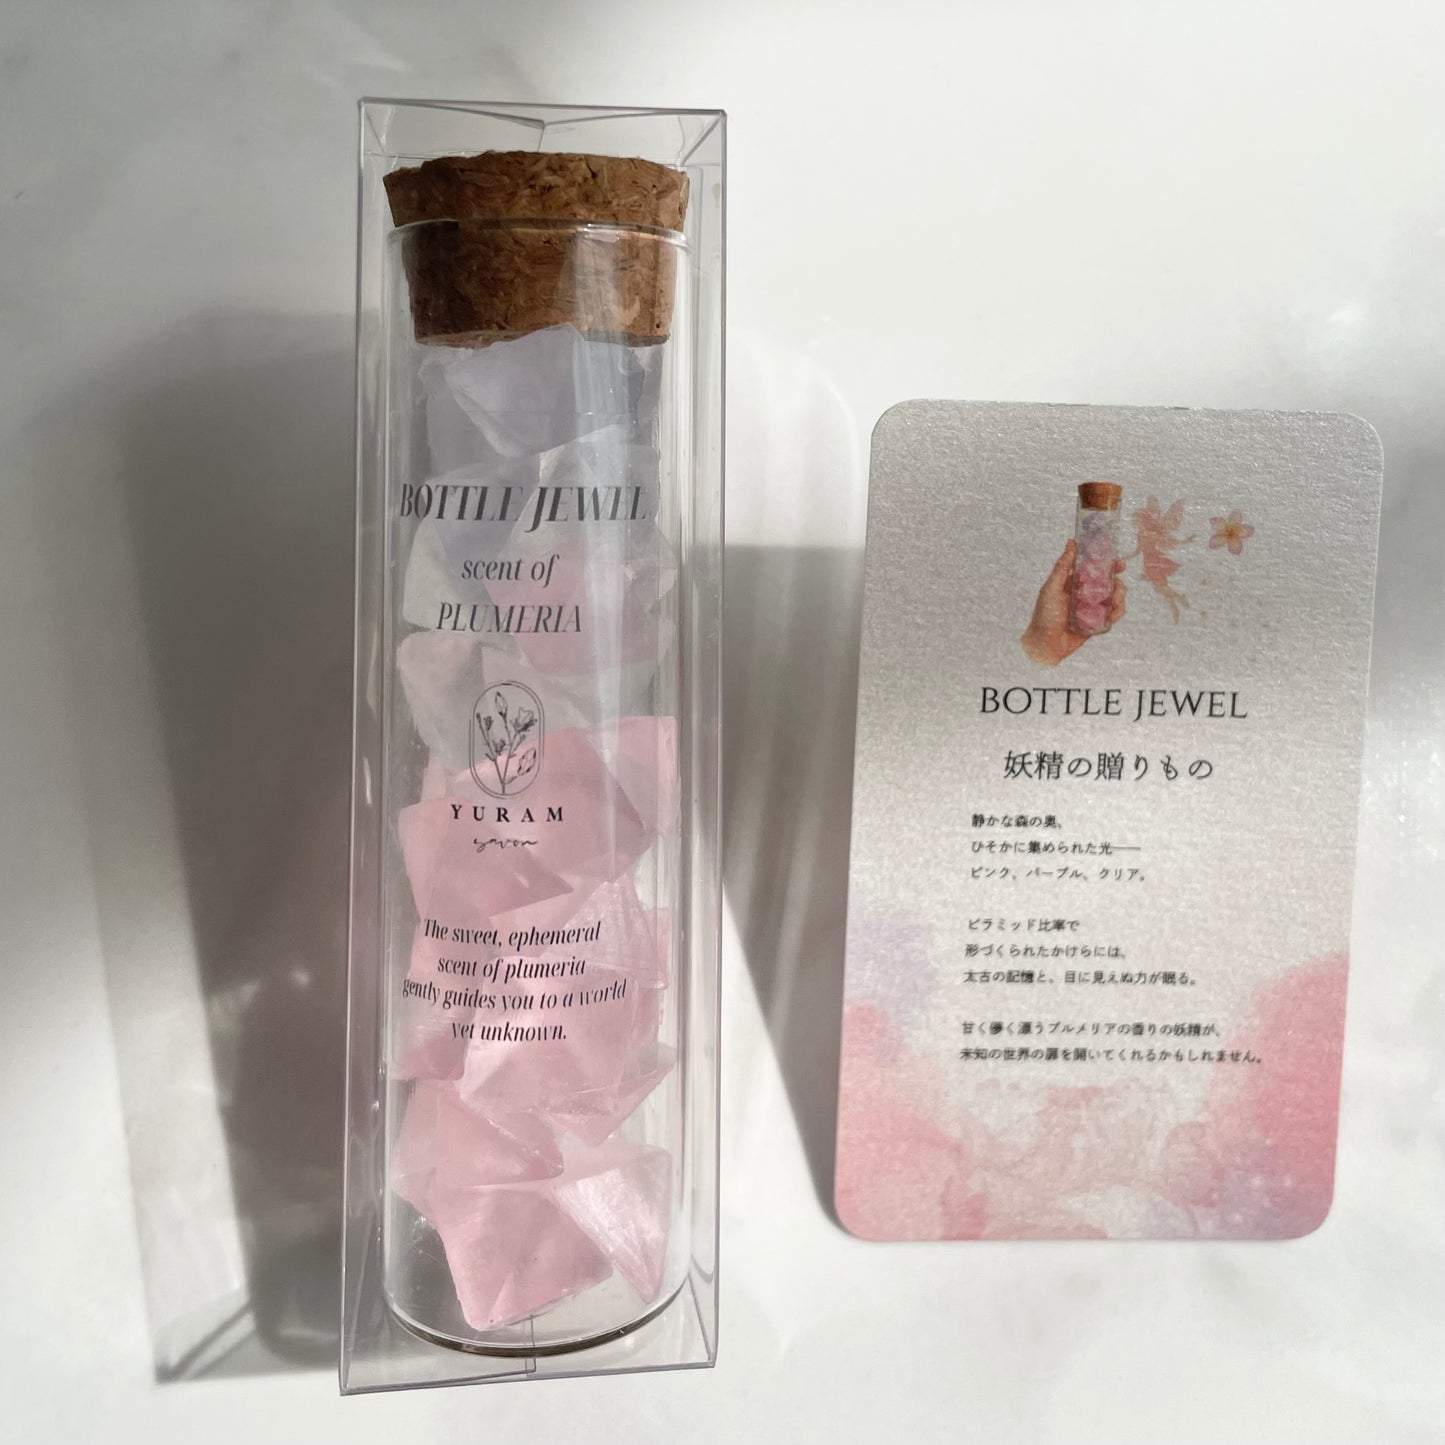 BOTTLE JEWEL
scent of
PLUMERIA
YURAM
savon
The sweet, ephemeral
scent of plumeria
gently guides you to a world
yet unknown.
BOTTLE JEWEL
妖精の贈りもの
静かな森の奥、
ひそかに集められた光——
ピンク、パープル、クリア。
ピラミッド比率で
形づくられたかけらには、
太古の記憶と、目に見えぬ力が眠る。
甘く儚く漂うプルメリアの香りの妖精が、
未知の世界の扉を開いてくれるかもしれません。